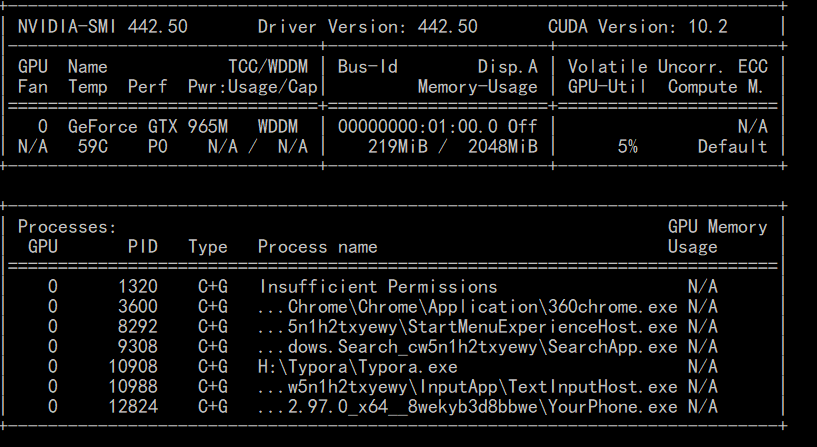 NVIDIA-SMI 442.50 Driver Version: 442.50 CUDA Version: 10.2
GPU Name TCC/WDDM | Bus-Id Disp.A | Volatile Uncorr. ECC
Fan Temp Perf Pwr:Usage/Cap | Memory-Usage | GPU-Util Compute M.
0 GeForce GTX 965M WDDM | 00000000:01:00.0 Off | N/A
N/A 59C P0 N/A / N/A | 219MiB / 2048MiB | 5% Default
Processes: GPU Memory
GPU PID Type Process name Usage
0 1320 C+G Insufficient Permissions N/A
0 3600 C+G ...Chrome\Chrome\Application\360chrome.exe N/A
0 8292 C+G ...5n1h2txyewy\StartMenuExperienceHost.exe N/A
0 9308 C+G ...dows.Search_cw5n1h2txyewy\SearchApp.exe N/A
0 10908 C+G H:\Typora\Typora.exe N/A
0 10988 C+G ...w5n1h2txyewy\InputApp\TextInputHost.exe N/A
0 12824 C+G ...2.97.0_x64__8wekyb3d8bbwe\YourPhone.exe N/A